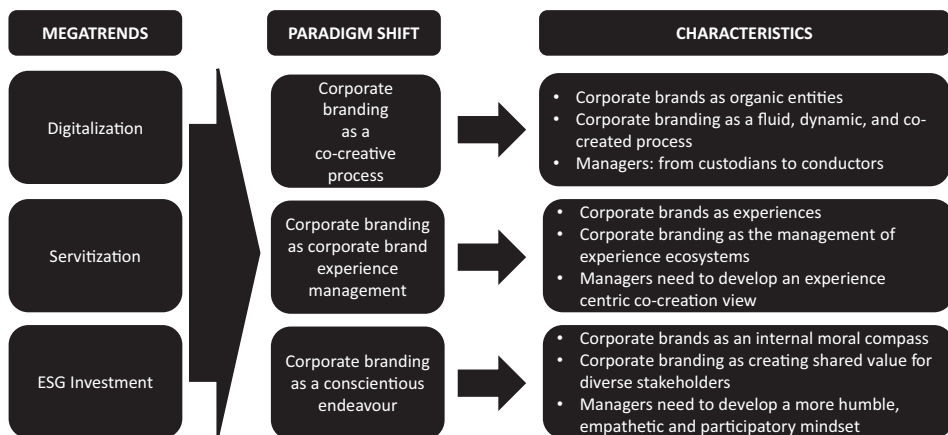 MEGATRENDS
PARADIGM SHIFT
CHARACTERISTICS
Digitalization
Corporate
branding
as a
co-creative
process
• Corporate brands as organic entities
• Corporate branding as a fluid, dynamic, and co-
created process
• Managers: from custodians to conductors
Servitization
Corporate branding
as corporate brand
experience
management
• Corporate brands as experiences
• Corporate branding as the management of
experience ecosystems
• Managers need to develop an experience
centric co-creation view
ESG Investment
Corporate branding
as a conscientious
endeavour
• Corporate brands as an internal moral compass
• Corporate branding as creating shared value for
diverse stakeholders
• Managers need to develop a more humble,
empathetic and participatory mindset